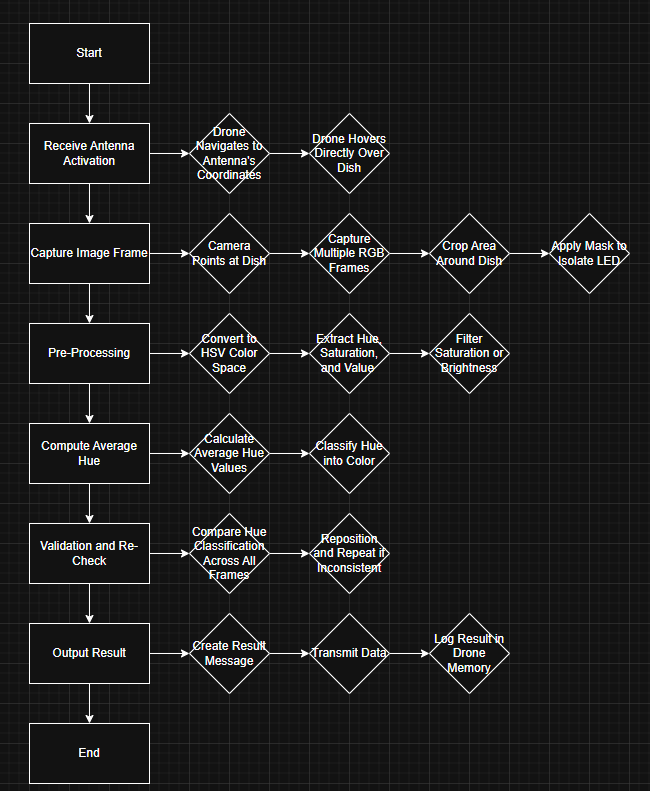 Start
Receive Antenna
Activation
Drone
Navigates to
Antenna's
Coordinates
Drone Hovers
Directly Over
Dish
Capture Image Frame
Camera
Points at Dish
Capture
Multiple RGB
Frames
Crop Area
Around Dish
Apply Mask to
Isolate LED
Pre-Processing
Convert to
HSV Color
Space
Extract Hue,
Saturation,
and Value
Filter
Saturation or
Brightness
Compute Average
Hue
Calculate
Average Hue
Values
Classify Hue
into Color
Validation and Re-
Check
Compare Hue
Classification
Across All
Frames
Reposition
and Repeat if
Inconsistent
Output Result
Create Result
Message
Transmit Data
Log Result in
Drone
Memory
End